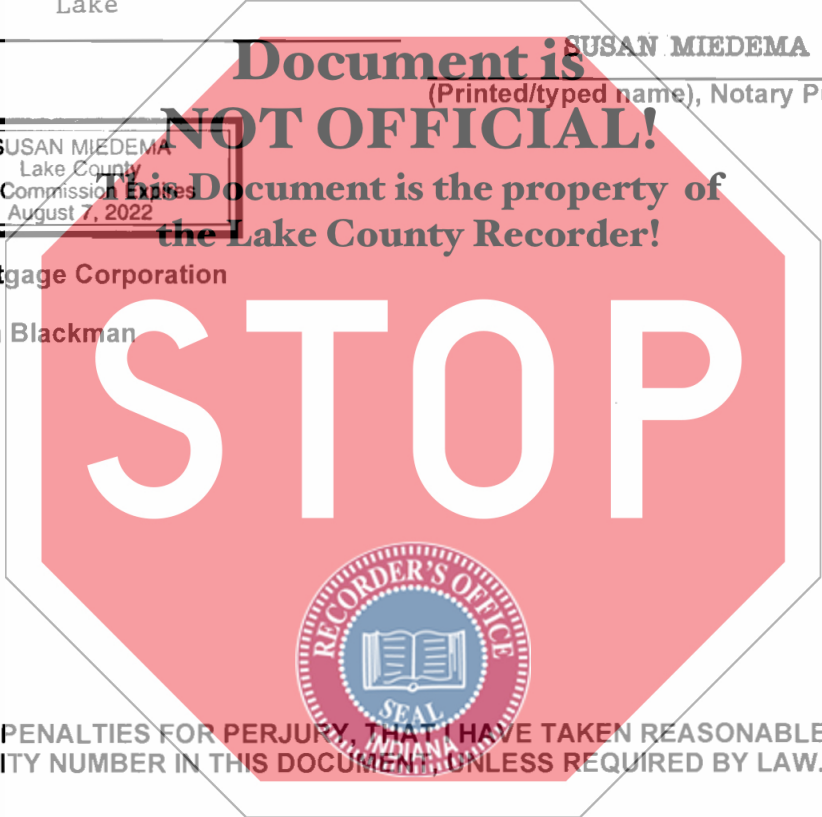 Lake
SUSAN MIEDEMA
Document is
(Printed/typed name), Notary
NOT OFFICIAL!
SUSAN MIEDEMA
Lake County
Commission Expires
August 7, 2022
This Document is the property of
the Lake County Recorder!
tgage Corporation
Blackman
STOP
RECORDER'S OFFICE
SEAL
INDIANA
PENALTIES FOR PERJURY, THAT I HAVE TAKEN REASONABLE
ITY NUMBER IN THIS DOCUMENT, UNLESS REQUIRED BY LAW.